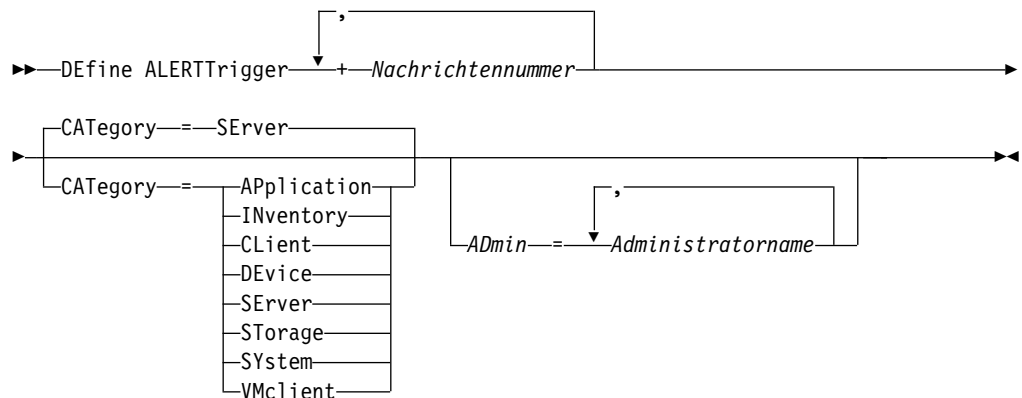 ,
DEfine ALERTTrigger + Nachrichtennummer
CATegory = SErver
CATegory = APplication
INventory
CLient
DEvice
SErver
STorage
SYstem
VMclient
,
ADmin = Administratorname